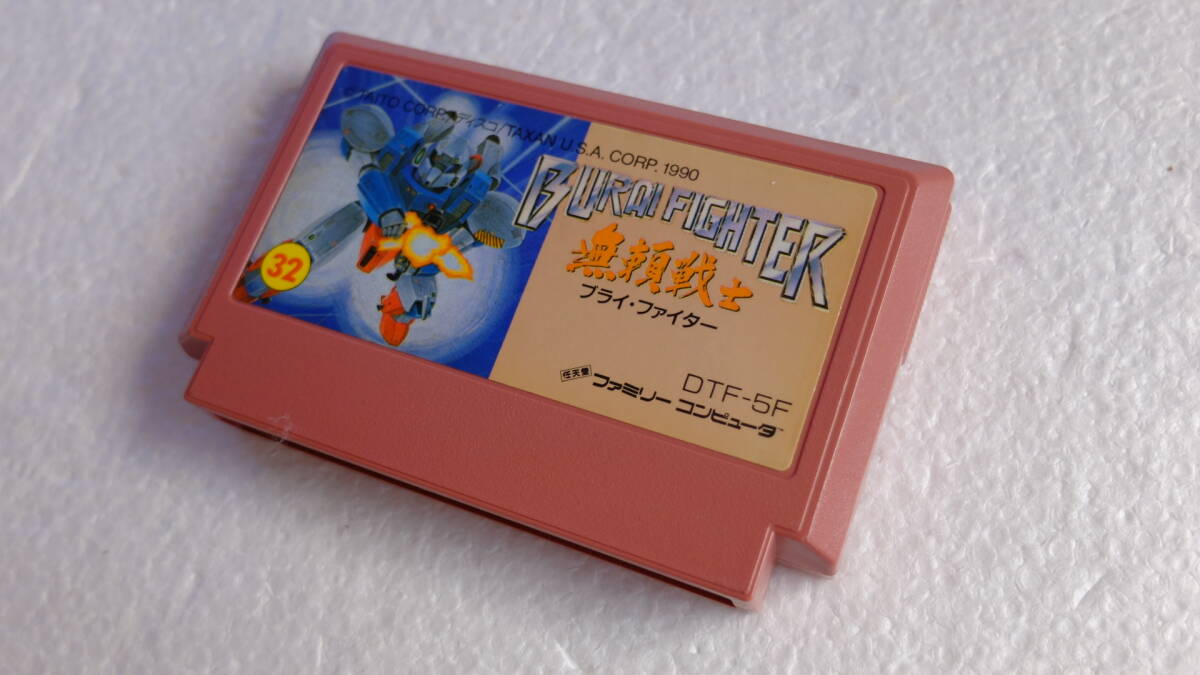 © TAITO CORP./ディスコ/TAXAN U.S.A. CORP. 1990
BURAI FIGHTER
無頼戦士
ブライ・ファイター
32
DTF-5F
任天堂 ファミリー コンピュータ™